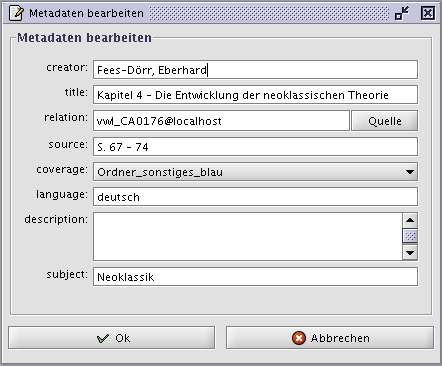 Metadaten bearbeiten
Metadaten bearbeiten
creator: Fees-Dörr, Eberhard
title: Kapitel 4 - Die Entwicklung der neoklassischen Theorie
relation: vwl_CA0176@localhost Quelle
source: S. 67 - 74
coverage: Ordner_sonstiges_blau
language: deutsch
description:
subject: Neoklassik
Ok Abbrechen